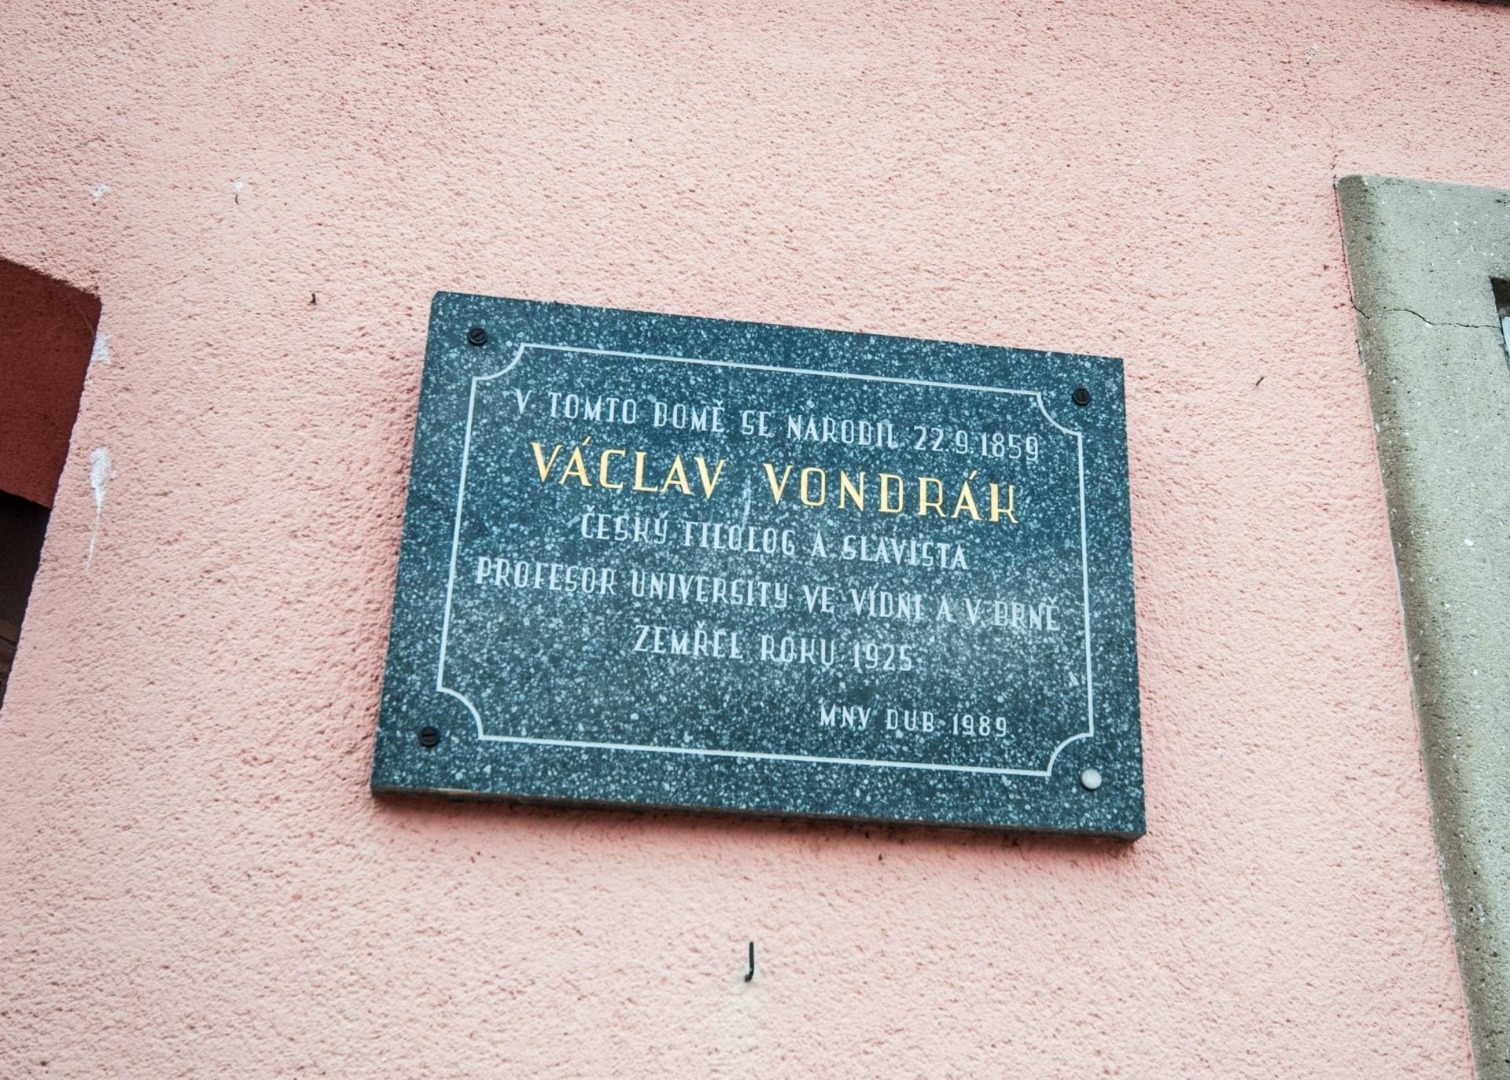 V TOMTO DOMĚ SE NARODIL 22.9.1859
VÁCLAV VONDRÁK
ČESKÝ FILOLOG A SLAVISTA
PROFESOR UNIVERSITY VE VÍDNI A V BRNĚ
ZEMŘEL ROKU 1925
MNV DUB 1989